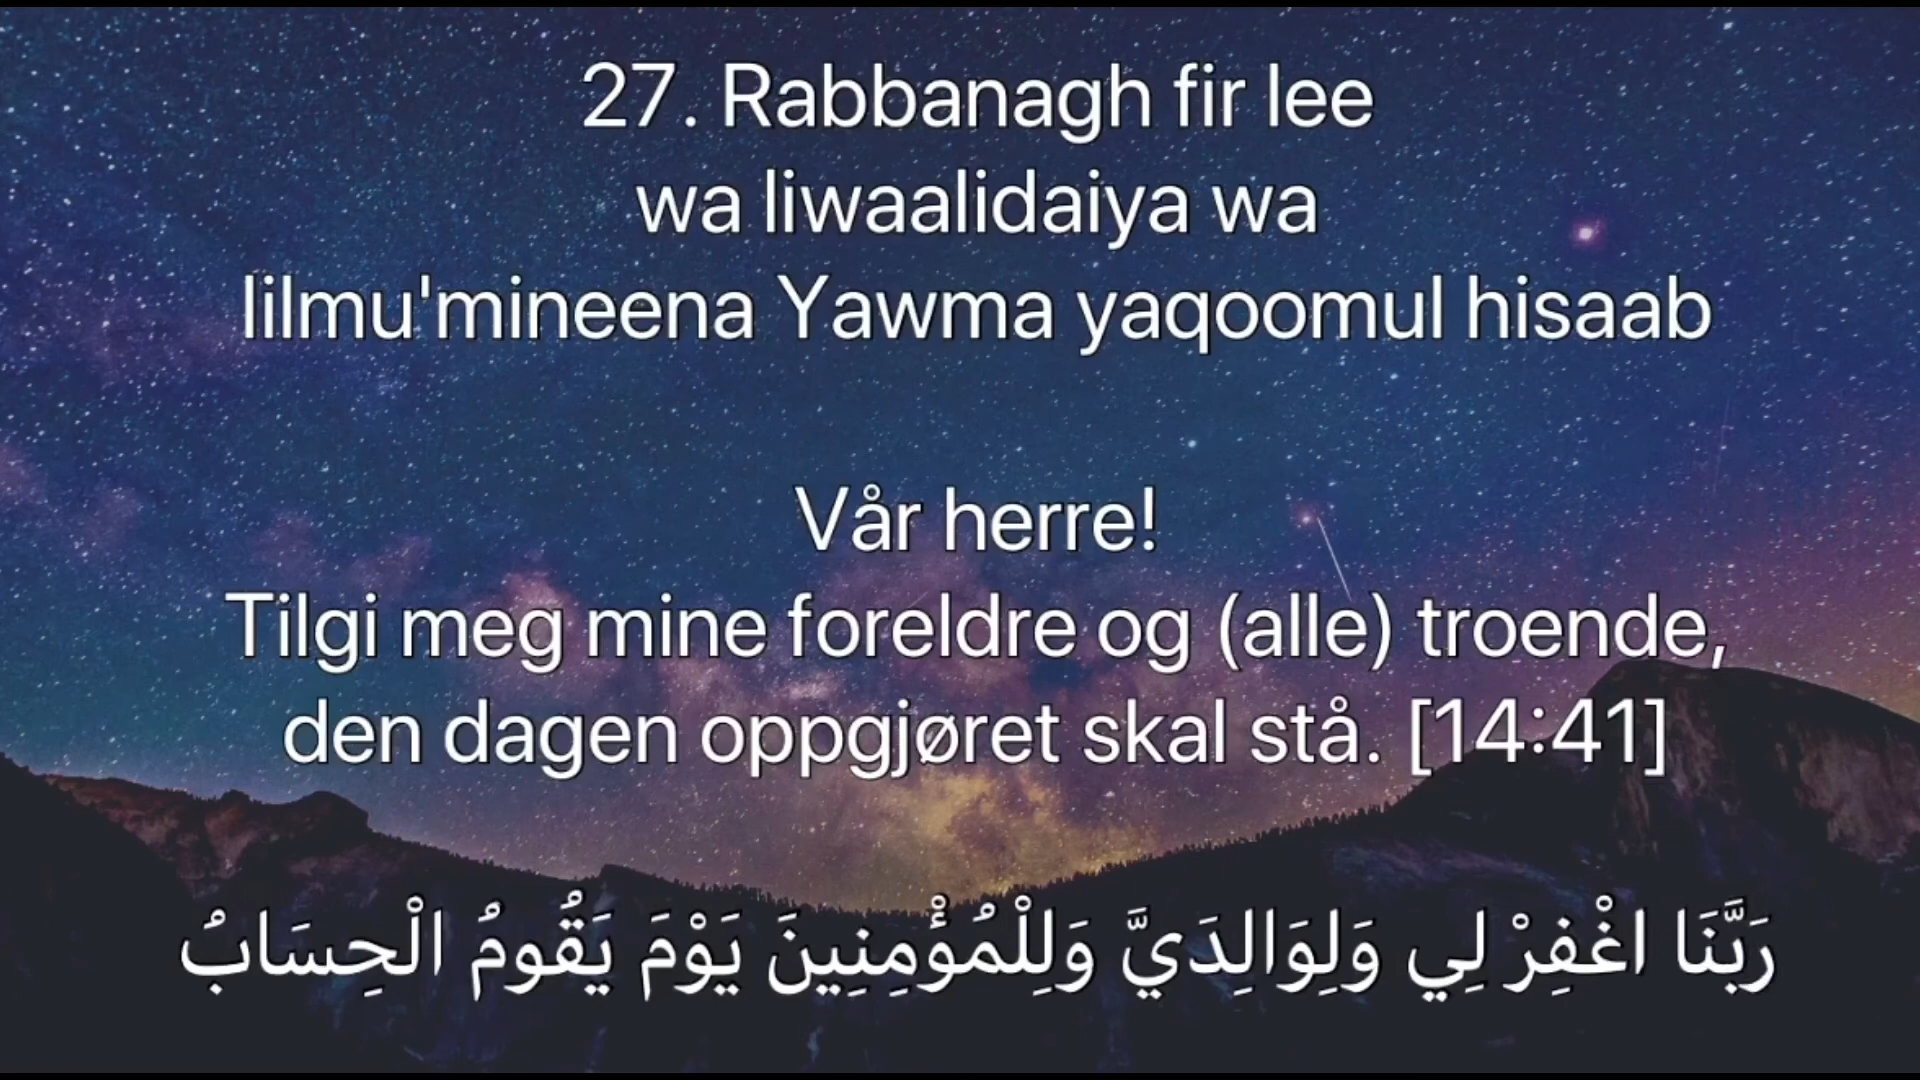 27. Rabbanagh fir lee
wa liwaalidaiya wa
lilmu'mineena Yawma yaqoomul hisaab
Vår herre!
Tilgi meg mine foreldre og (alle) troende,
den dagen oppgjøret skal stå. [14:41]
رَبَّنَا اغْفِرْ لِي وَلِوَالِدَيَّ وَلِلْمُؤْمِنِينَ يَوْمَ يَقُومُ الْحِسَابُ